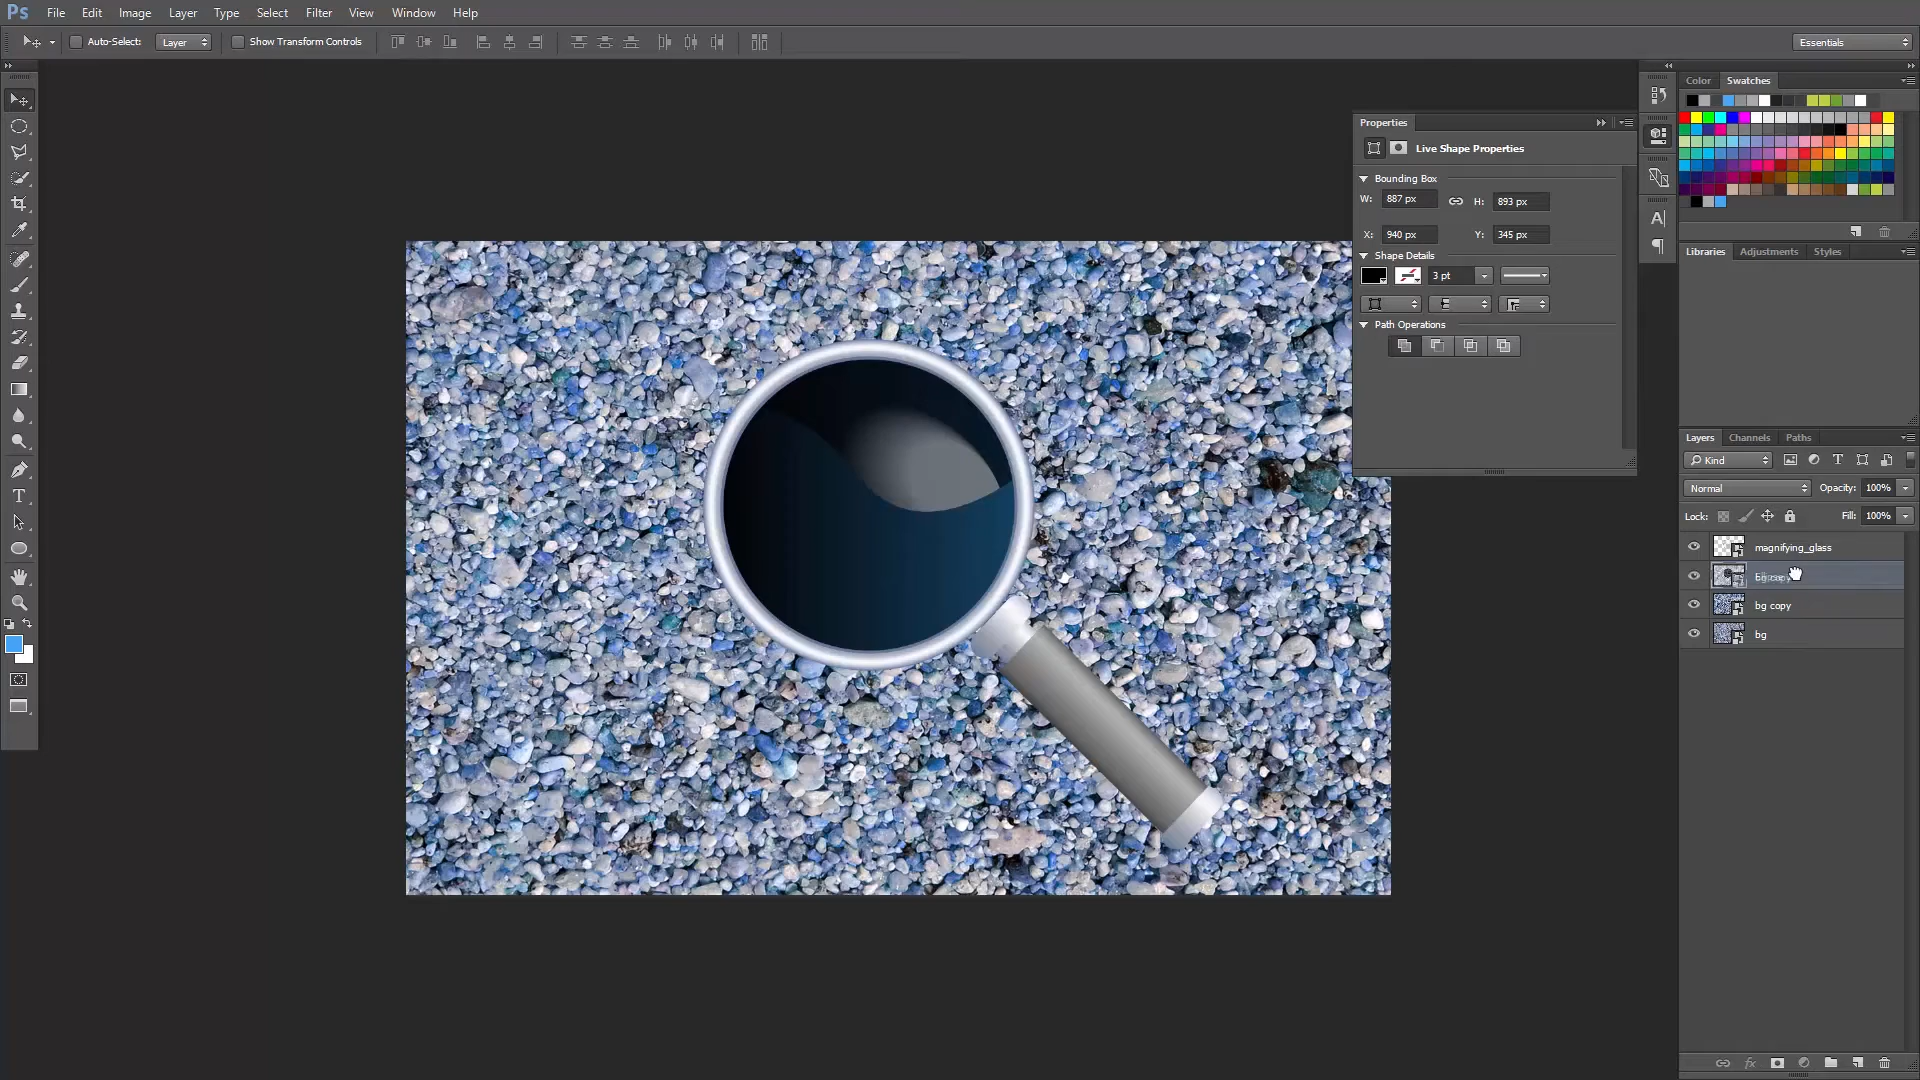 Ps File Edit Image Layer Type Select Filter View Window Help
Auto-Select: Layer Show Transform Controls Essentials
Color Swatches
Properties
Live Shape Properties
Bounding Box
W: 887 px H: 893 px
X: 940 px Y: 345 px
Shape Details
3 pt
Path Operations
Libraries Adjustments Styles
Layers Channels Paths
Kind
Normal Opacity: 100%
Lock: Fill: 100%
magnifying_glass
bg copy
bg